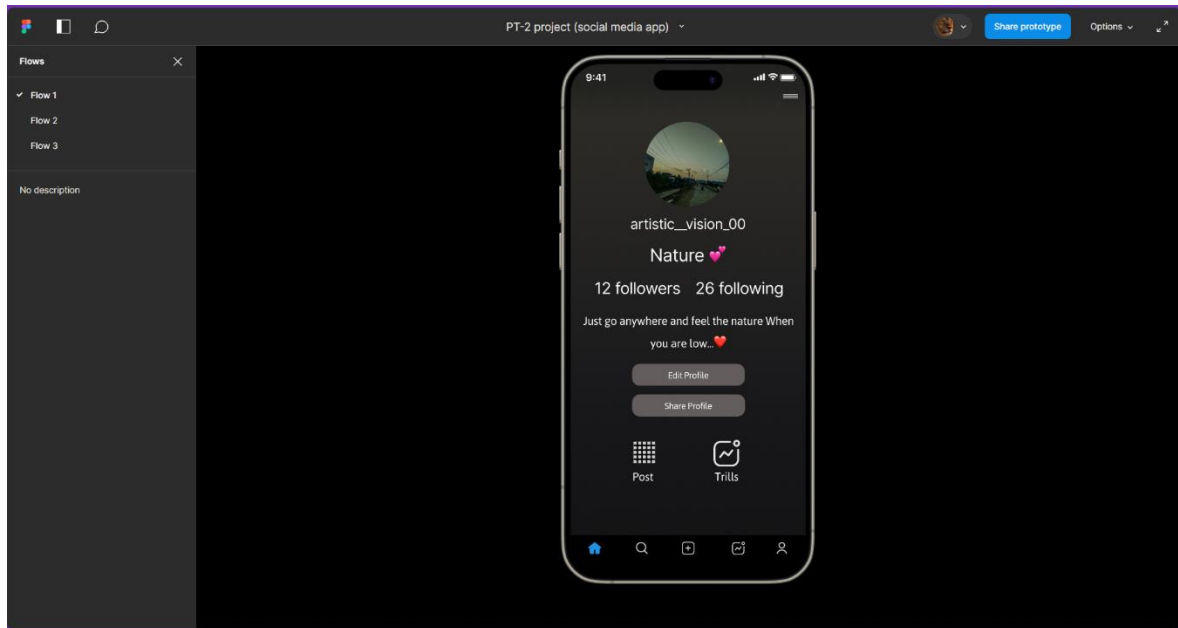 PT-2 project (social media app)
Share prototype
Options
Flows
Flow 1
Flow 2
Flow 3
No description
9:41
artistic__vision_00
Nature 💕
12 followers 26 following
Just go anywhere and feel the nature When
you are low...❤️
Edit Profile
Share Profile
Post Trills